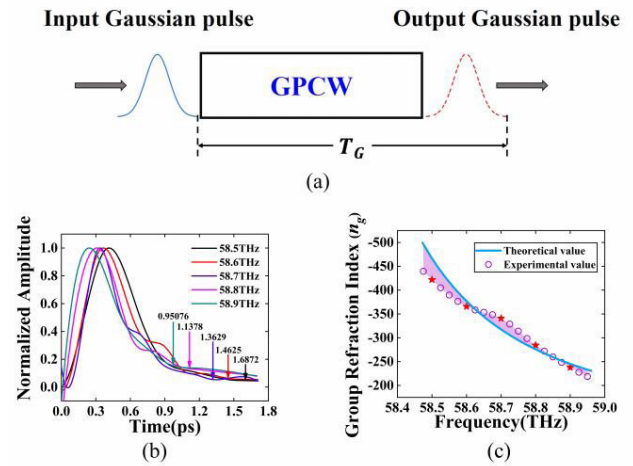 Input Gaussian pulse
Output Gaussian pulse
GPCW
T_G
(a)
Normalized Amplitude
1.0
0.8
0.6
0.4
0.2
0.0
58.5THz
58.6THz
58.7THz
58.8THz
58.9THz
0.95076
1.1378
1.3629
1.4625
1.6872
0.0
0.3
0.6
0.9
1.2
1.5
1.8
Time(ps)
(b)
Group Refraction Index (n_g)
-500
-450
-400
-350
-300
-250
-200
Theoretical value
Experimental value
58.4
58.5
58.6
58.7
58.8
58.9
59.0
Frequency(THz)
(c)